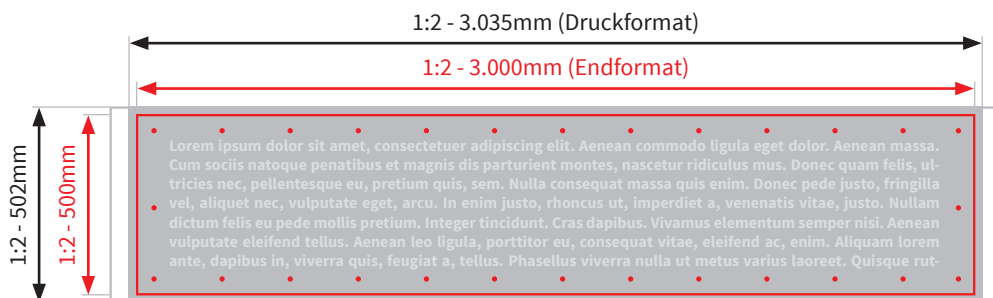 1:2 - 3.035mm (Druckformat)
1:2 - 3.000mm (Endformat)
1:2 - 502mm
1:2 - 500mm
Lorem ipsum dolor sit amet, consectetuer adipiscing elit. Aenean commodo ligula eget dolor. Aenean massa.
Cum sociis natoque penatibus et magnis dis parturient montes, nascetur ridiculus mus. Donec quam felis, ul-
tricies nec, pellentesque eu, pretium quis, sem. Nulla consequat massa quis enim. Donec pede justo, fringilla
vel, aliquet nec, vulputate eget, arcu. In enim justo, rhoncus ut, imperdiet a, venenatis vitae, justo. Nullam
dictum felis eu pede mollis pretium. Integer tincidunt. Cras dapibus. Vivamus elementum semper nisi. Aenean
vulputate eleifend tellus. Aenean leo ligula, porttitor eu, consequat vitae, eleifend ac, enim. Aliquam lorem
ante, dapibus in, viverra quis, feugiat a, tellus. Phasellus viverra nulla ut metus varius laoreet. Quisque rut-